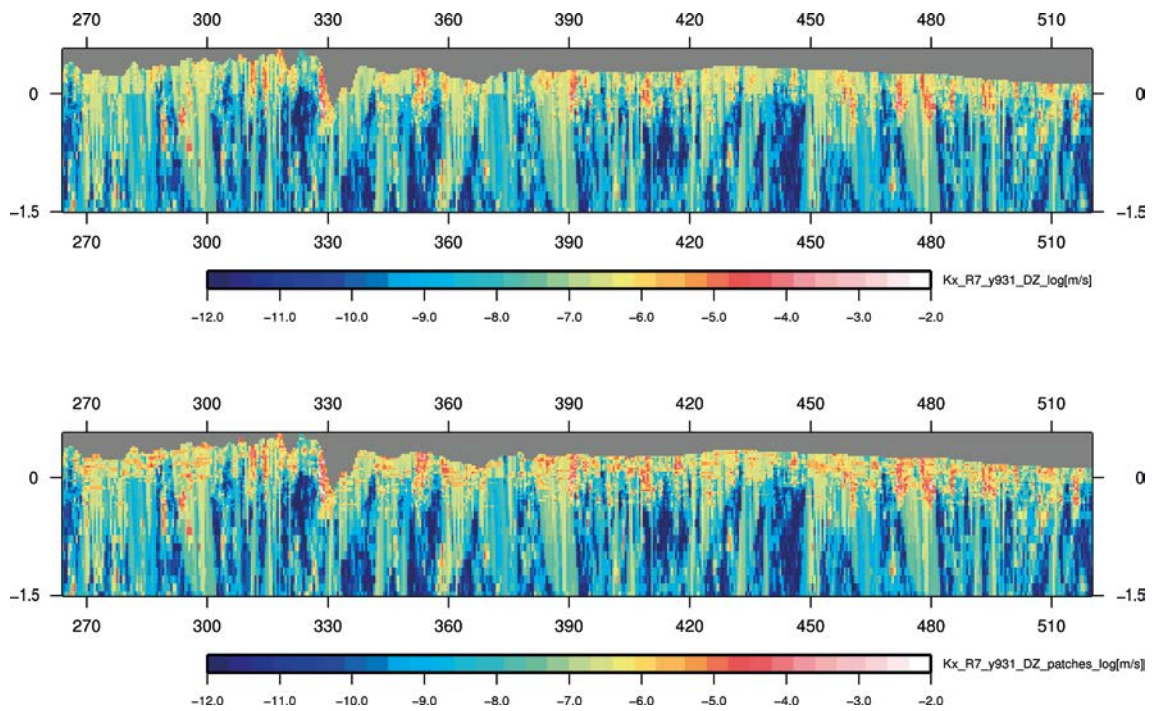 270 300 330 360 390 420 450 480 510
0 0
−1.5 −1.5
270 300 330 360 390 420 450 480 510
Kx_R7_y931_DZ_log[m/s]
−12.0 −11.0 −10.0 −9.0 −8.0 −7.0 −6.0 −5.0 −4.0 −3.0 −2.0
270 300 330 360 390 420 450 480 510
0 0
−1.5 −1.5
270 300 330 360 390 420 450 480 510
Kx_R7_y931_DZ_patches_log[m/s]
−12.0 −11.0 −10.0 −9.0 −8.0 −7.0 −6.0 −5.0 −4.0 −3.0 −2.0